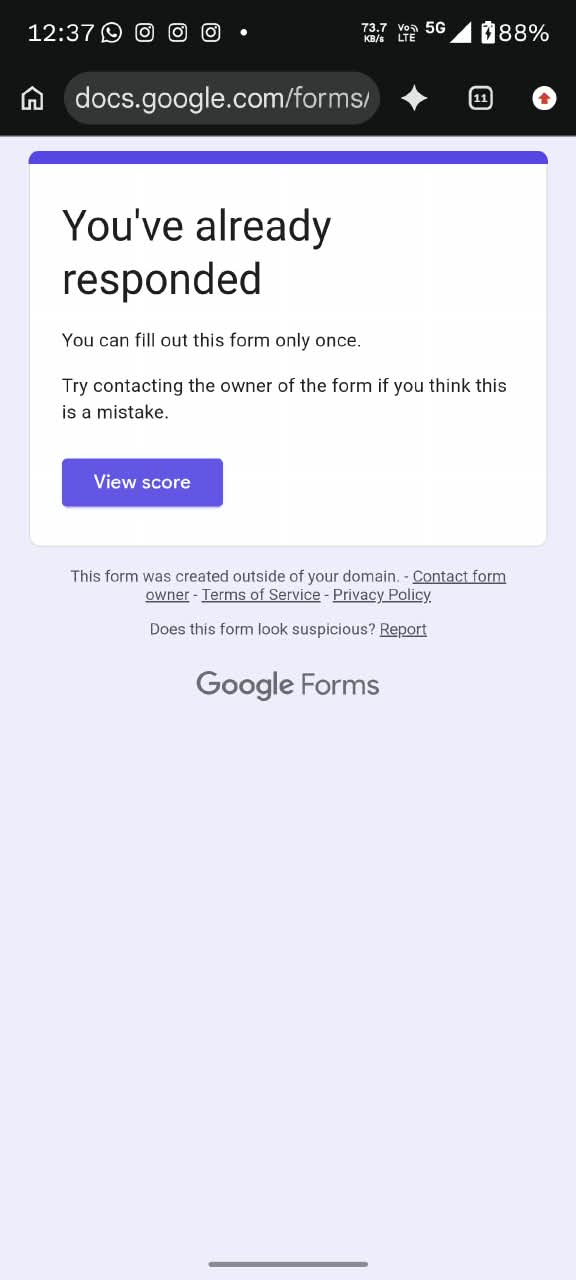 12:37 73.7 KB/s Vo LTE 5G 88%
docs.google.com/forms/ 11
You've already
responded
You can fill out this form only once.
Try contacting the owner of the form if you think this
is a mistake.
View score
This form was created outside of your domain. - Contact form
owner - Terms of Service - Privacy Policy
Does this form look suspicious? Report
Google Forms